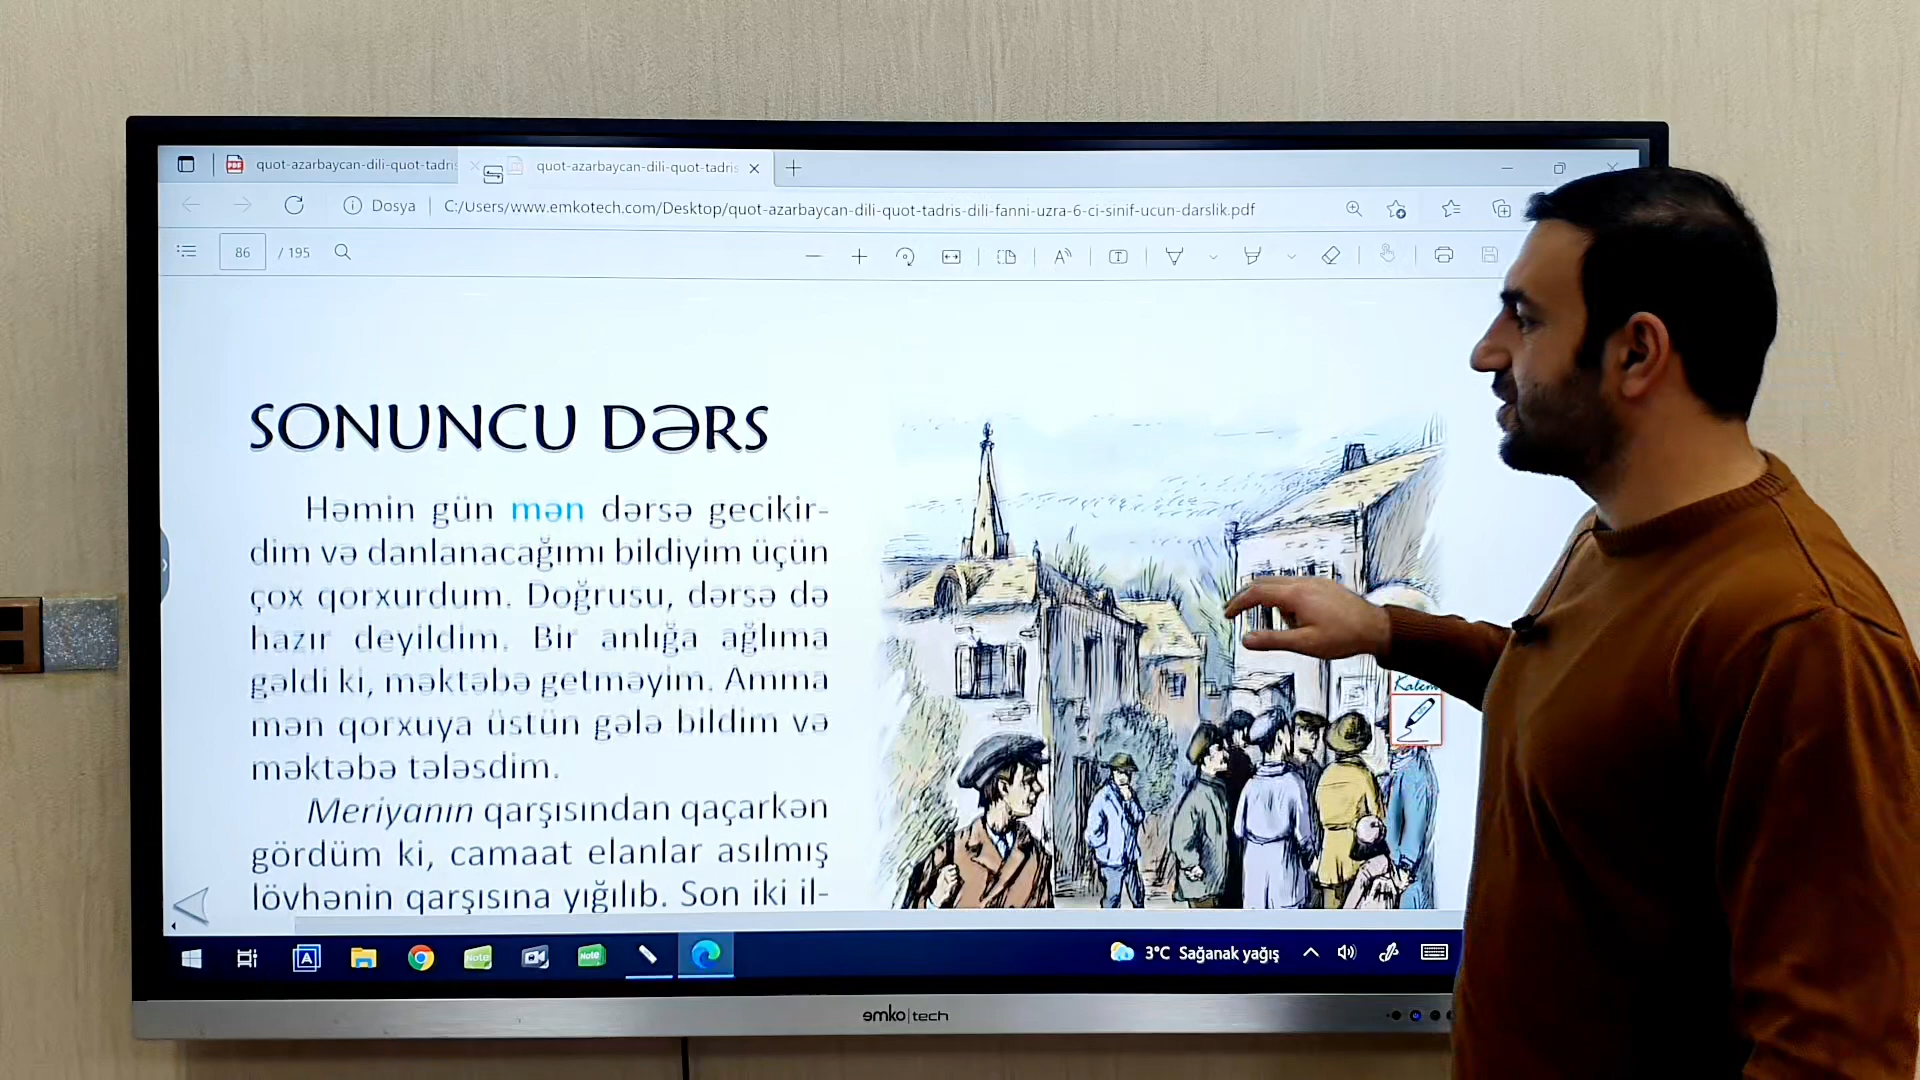 quot-azarbaycan-dili-quot-tadris
quot-azarbaycan-dili-quot-tadris
Dosya
C:/Users/www.emkotech.com/Desktop/quot-azarbaycan-dili-quot-tadris-dili-fanni-uzra-6-ci-sinif-ucun-darslik.pdf
86 / 195
SONUNCU DƏRS
Həmin gün mən dərsə gecikir-
dim və danlanacağımı bildiyim üçün
çox qorxurdum. Doğrusu, dərsə də
hazır deyildim. Bir anlığa ağlıma
gəldi ki, məktəbə getməyim. Amma
mən qorxuya üstün gələ bildim və
məktəbə tələsdim.
Meriyanın qarşısından qaçarkən
gördüm ki, camaat elanlar asılmış
lövhənin qarşısına yığılıb. Son iki il-
Kalem
Note
Note
3°C Sağanak yağış
emko|tech